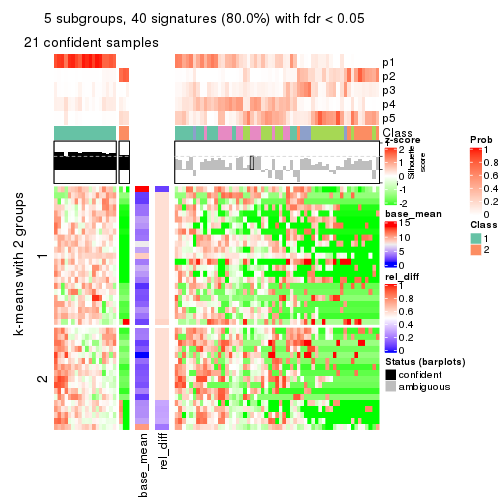 5 subgroups, 40 signatures (80.0%) with fdr < 0.05
21 confident samples
p1
p2
p3
p4
p5
Class
z-score
2
1
0
-1
-2
Silhouette
score
k-means with 2 groups
1
2
base_mean
rel_diff
base_mean
15
10
5
0
rel_diff
1
0.8
0.6
0.4
0.2
0
Status (barplots)
confident
ambiguous
Prob
1
0.8
0.6
0.4
0.2
0
Class
1
2